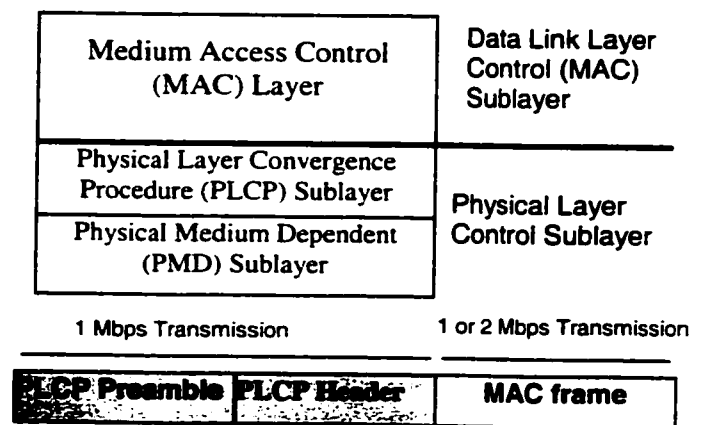 Medium Access Control
(MAC) Layer
Data Link Layer
Control (MAC)
Sublayer
Physical Layer Convergence
Procedure (PLCP) Sublayer
Physical Medium Dependent
(PMD) Sublayer
Physical Layer
Control Sublayer
1 Mbps Transmission
1 or 2 Mbps Transmission
PLCP Preamble
PLCP Header
MAC frame